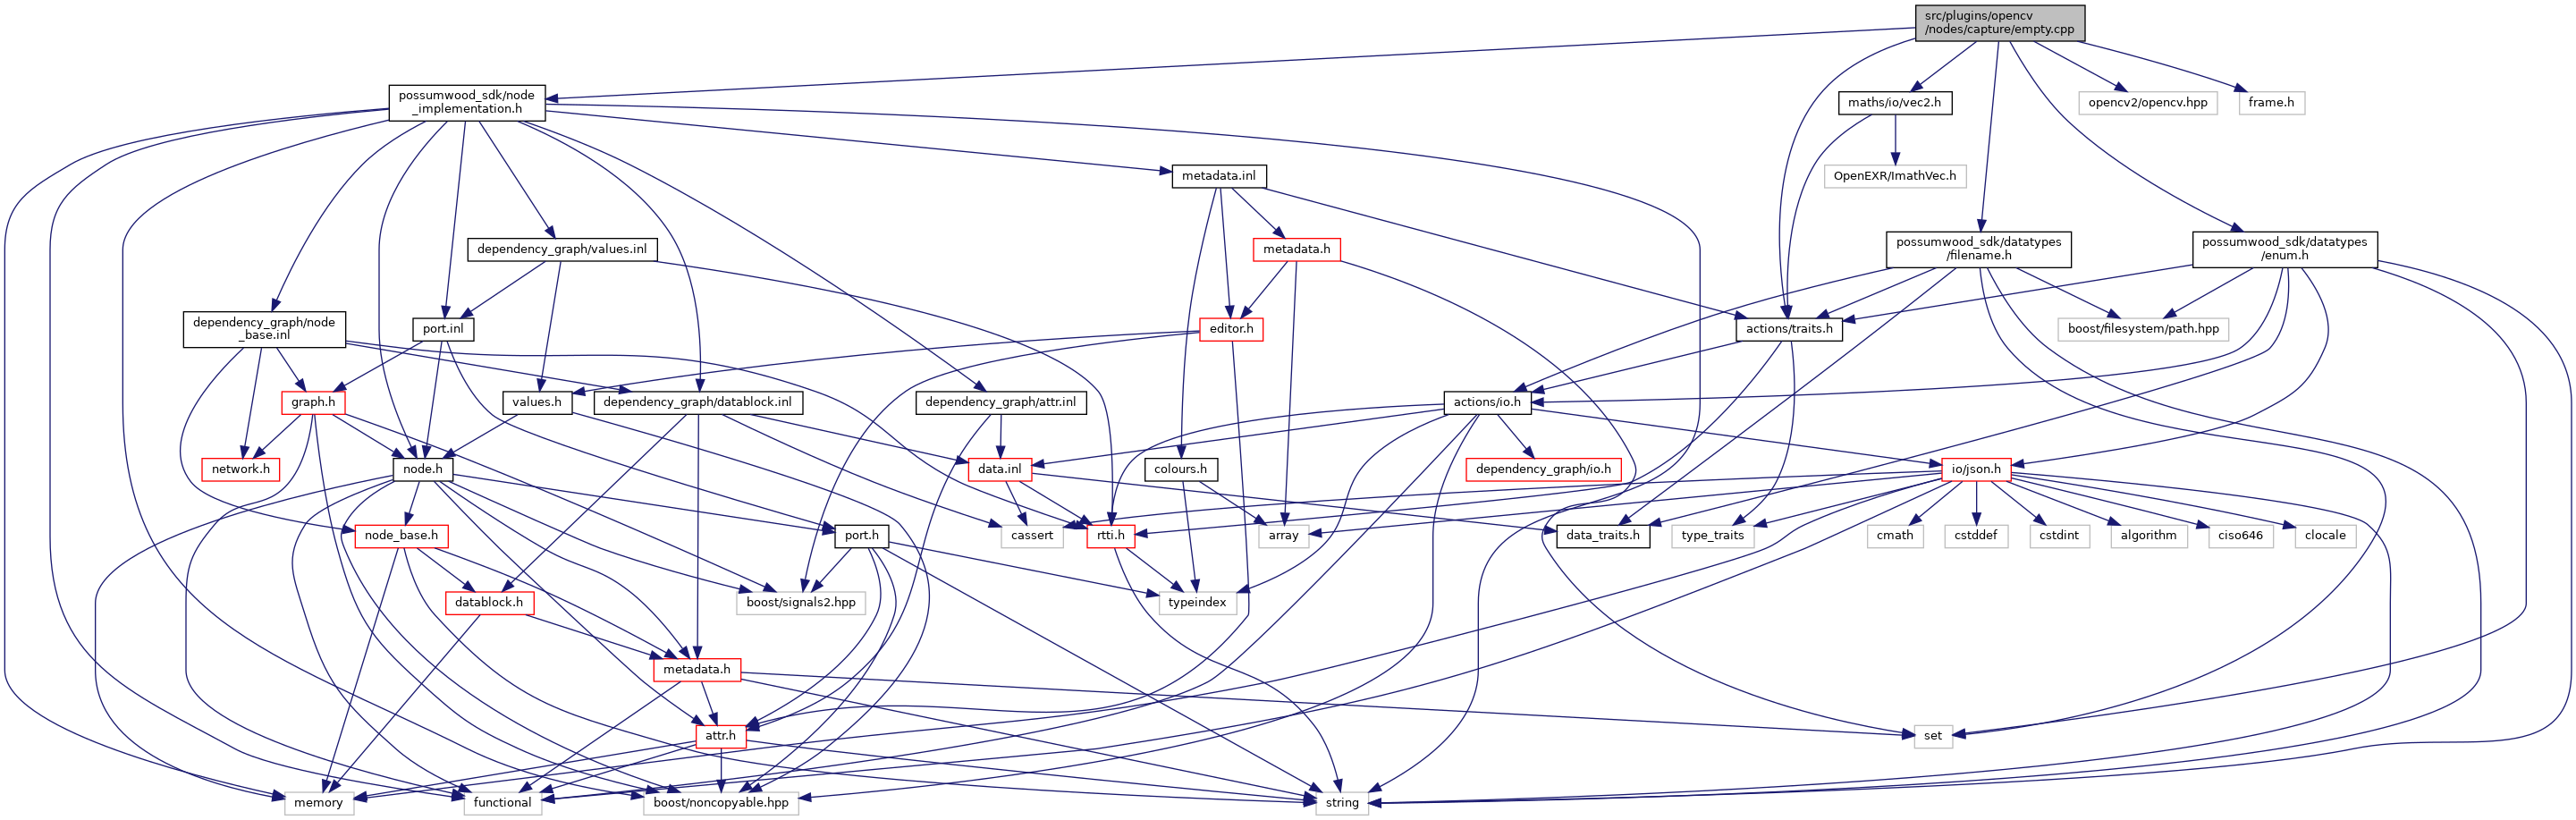 src/plugins/opencv
/nodes/capture/empty.cpp
possumwood_sdk/node
_implementation.h
maths/io/vec2.h
opencv2/opencv.hpp
frame.h
metadata.inl
OpenEXR/ImathVec.h
dependency_graph/values.inl
metadata.h
possumwood_sdk/datatypes
/filename.h
possumwood_sdk/datatypes
/enum.h
dependency_graph/node
_base.inl
port.inl
editor.h
actions/traits.h
boost/filesystem/path.hpp
graph.h
values.h
dependency_graph/datablock.inl
dependency_graph/attr.inl
actions/io.h
network.h
node.h
data.inl
colours.h
dependency_graph/io.h
io/json.h
node_base.h
port.h
cassert
rtti.h
array
data_traits.h
type_traits
cmath
cstddef
cstdint
algorithm
ciso646
clocale
datablock.h
boost/signals2.hpp
typeindex
metadata.h
attr.h
set
memory
functional
boost/noncopyable.hpp
string